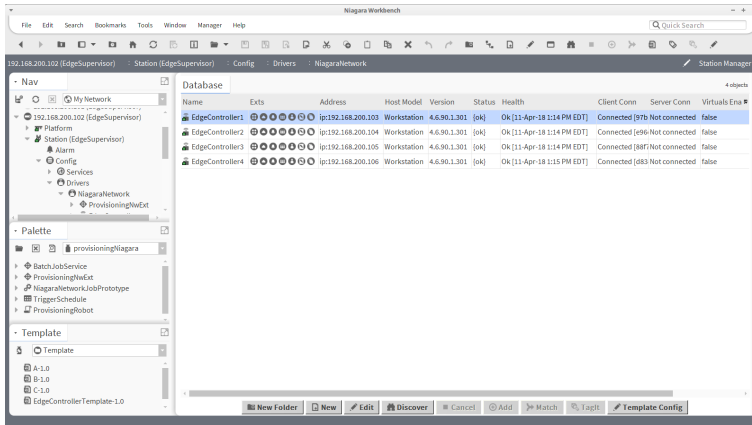 Niagara Workbench
File Edit Search Bookmarks Tools Window Manager Help
Quick Search
192.168.200.102 (EdgeSupervisor) : Station (EdgeSupervisor) : Config : Drivers : NiagaraNetwork
Station Manager
Nav
My Network
192.168.200.102 (EdgeSupervisor)
Platform
Station (EdgeSupervisor)
Alarm
Config
Services
Drivers
NiagaraNetwork
ProvisioningNwExt
Palette
provisioningNiagara
BatchJobService
ProvisioningNwExt
NiagaraNetworkJobPrototype
TriggerSchedule
ProvisioningRobot
Template
Template
A-1.0
B-1.0
C-1.0
EdgeControllerTemplate-1.0
Database
4 objects
Name Exts Address Host Model Version Status Health Client Conn Server Conn Virtuals Ena
EdgeController1 ip:192.168.200.103 Workstation 4.6.90.1.301 {ok} Ok [11-Apr-18 1:14 PM EDT] Connected [97b Not connected false
EdgeController2 ip:192.168.200.104 Workstation 4.6.90.1.301 {ok} Ok [11-Apr-18 1:14 PM EDT] Connected [e96 Not connected false
EdgeController3 ip:192.168.200.105 Workstation 4.6.90.1.301 {ok} Ok [11-Apr-18 1:14 PM EDT] Connected [88f7 Not connected false
EdgeController4 ip:192.168.200.106 Workstation 4.6.90.1.301 {ok} Ok [11-Apr-18 1:15 PM EDT] Connected [d83 Not connected false
New Folder New Edit Discover Cancel Add Match TagIt Template Config